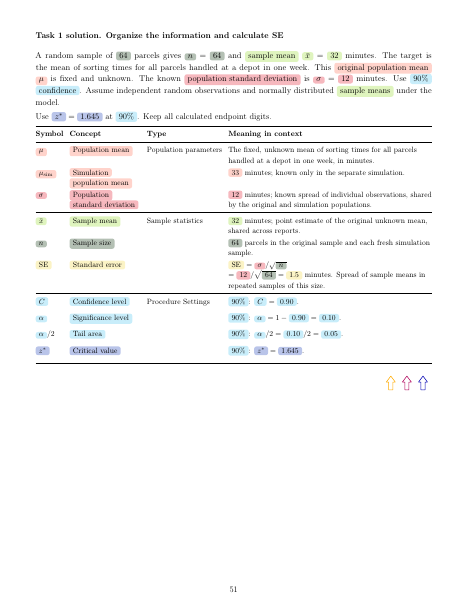 Task 1 solution. Organize the information and calculate SE
A random sample of 64 parcels gives n = 64 and sample mean x̄ = 32 minutes. The target is
the mean of sorting times for all parcels handled at a depot in one week. This original population mean
μ is fixed and unknown. The known population standard deviation is σ = 12 minutes. Use 90%
confidence. Assume independent random observations and normally distributed sample means under the
model.
Use z* = 1.645 at 90%. Keep all calculated endpoint digits.
Symbol Concept Type Meaning in context
μ Population mean Population parameters The fixed, unknown mean of sorting times for all parcels
handled at a depot in one week, in minutes.
μsim Simulation 33 minutes; known only in the separate simulation.
population mean
σ Population 12 minutes; known spread of individual observations, shared
standard deviation by the original and simulation populations.
x̄ Sample mean Sample statistics 32 minutes; point estimate of the original unknown mean,
shared across reports.
n Sample size 64 parcels in the original sample and each fresh simulation
sample.
SE Standard error SE = σ/√n
= 12/√64 = 1.5 minutes. Spread of sample means in
repeated samples of this size.
C Confidence level Procedure Settings 90%: C = 0.90.
α Significance level 90%: α = 1 − 0.90 = 0.10.
α/2 Tail area 90%: α/2 = 0.10/2 = 0.05.
z* Critical value 90%: z* = 1.645.
51